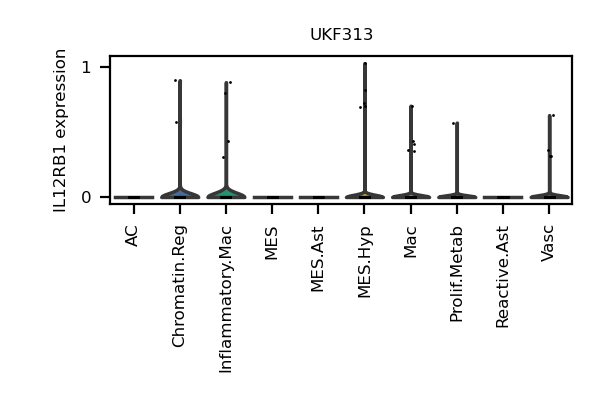 UKF313
IL12RB1 expression
1
0
AC
Chromatin.Reg
Inflammatory.Mac
MES
MES.Ast
MES.Hyp
Mac
Prolif.Metab
Reactive.Ast
Vasc